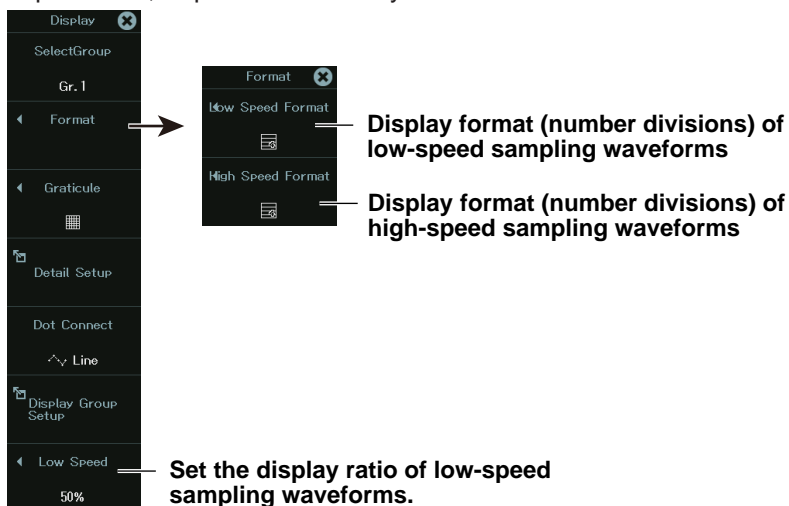 Display
SelectGroup
Gr. 1
Format
Graticule
Detail Setup
Dot Connect
Line
Display Group
Setup
Low Speed
50%
Format
Low Speed Format
High Speed Format
Display format (number divisions) of
low-speed sampling waveforms
Display format (number divisions) of
high-speed sampling waveforms
Set the display ratio of low-speed
sampling waveforms.